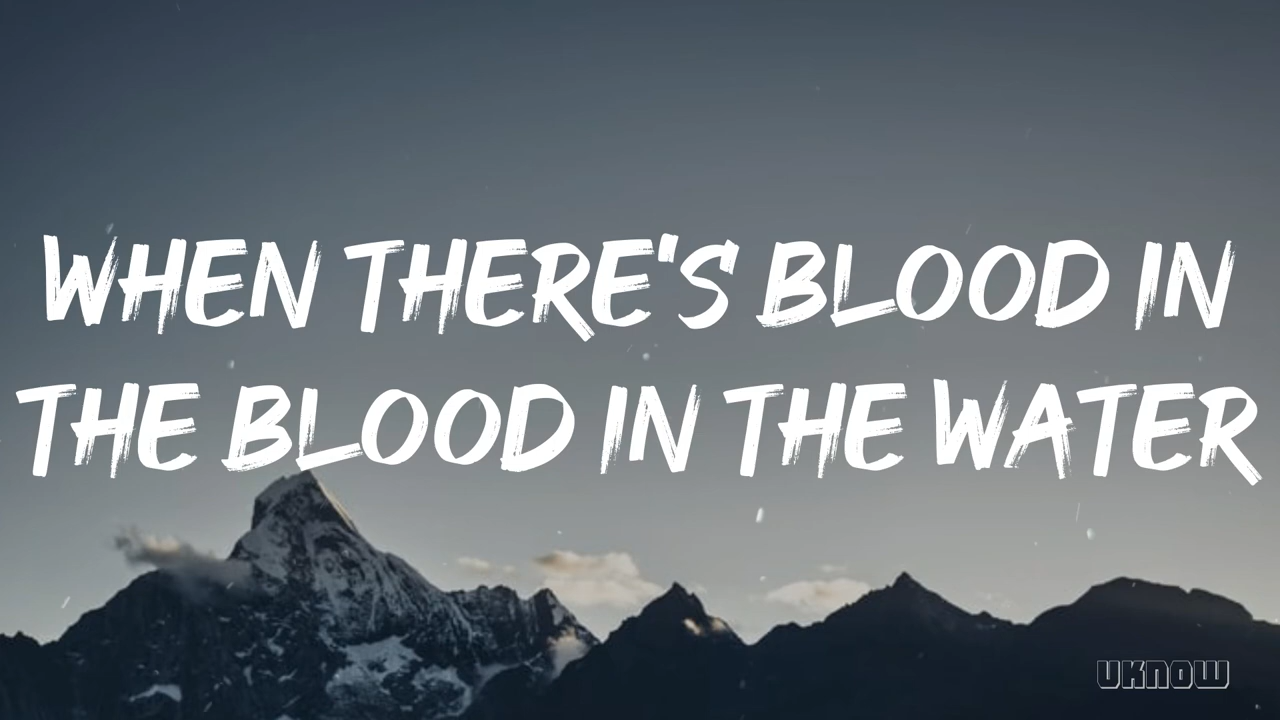 WHEN THERE'S BLOOD IN
THE BLOOD IN THE WATER
UKNOW